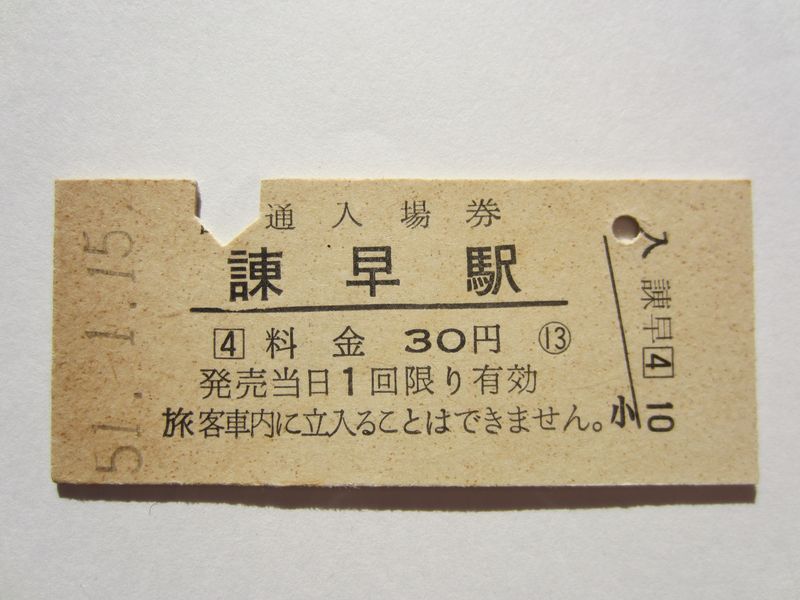 51.-1.15
通入場券
諫早駅
4 料金 30円 ⑬
発売当日1回限り有効
旅客車内に立入ることはできません。
入 諫早 4 10
小